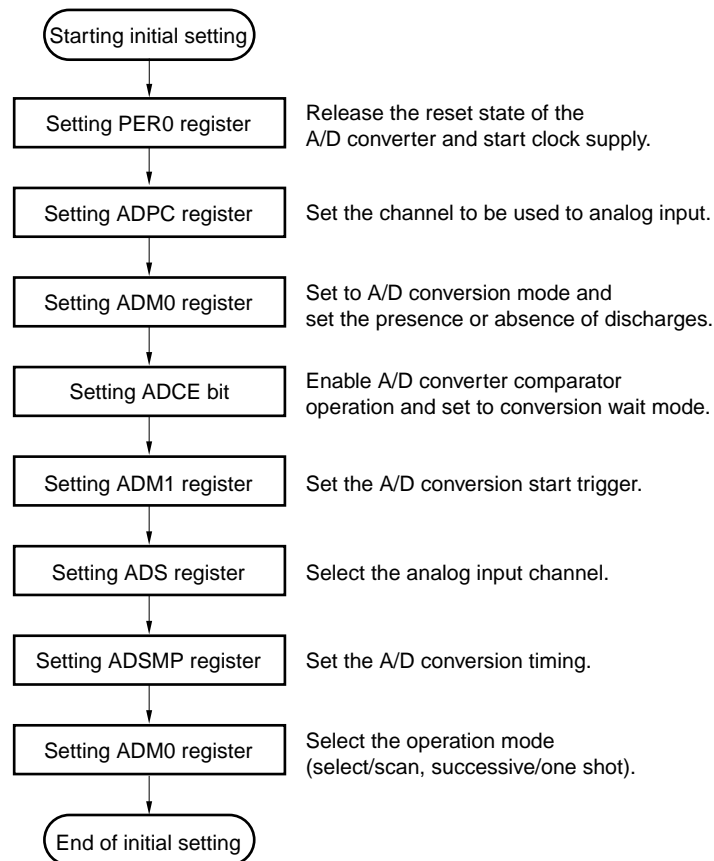 Starting initial setting
Setting PER0 register
Release the reset state of the
A/D converter and start clock supply.
Setting ADPC register
Set the channel to be used to analog input.
Setting ADM0 register
Set to A/D conversion mode and
set the presence or absence of discharges.
Setting ADCE bit
Enable A/D converter comparator
operation and set to conversion wait mode.
Setting ADM1 register
Set the A/D conversion start trigger.
Setting ADS register
Select the analog input channel.
Setting ADSMP register
Set the A/D conversion timing.
Setting ADM0 register
Select the operation mode
(select/scan, successive/one shot).
End of initial setting